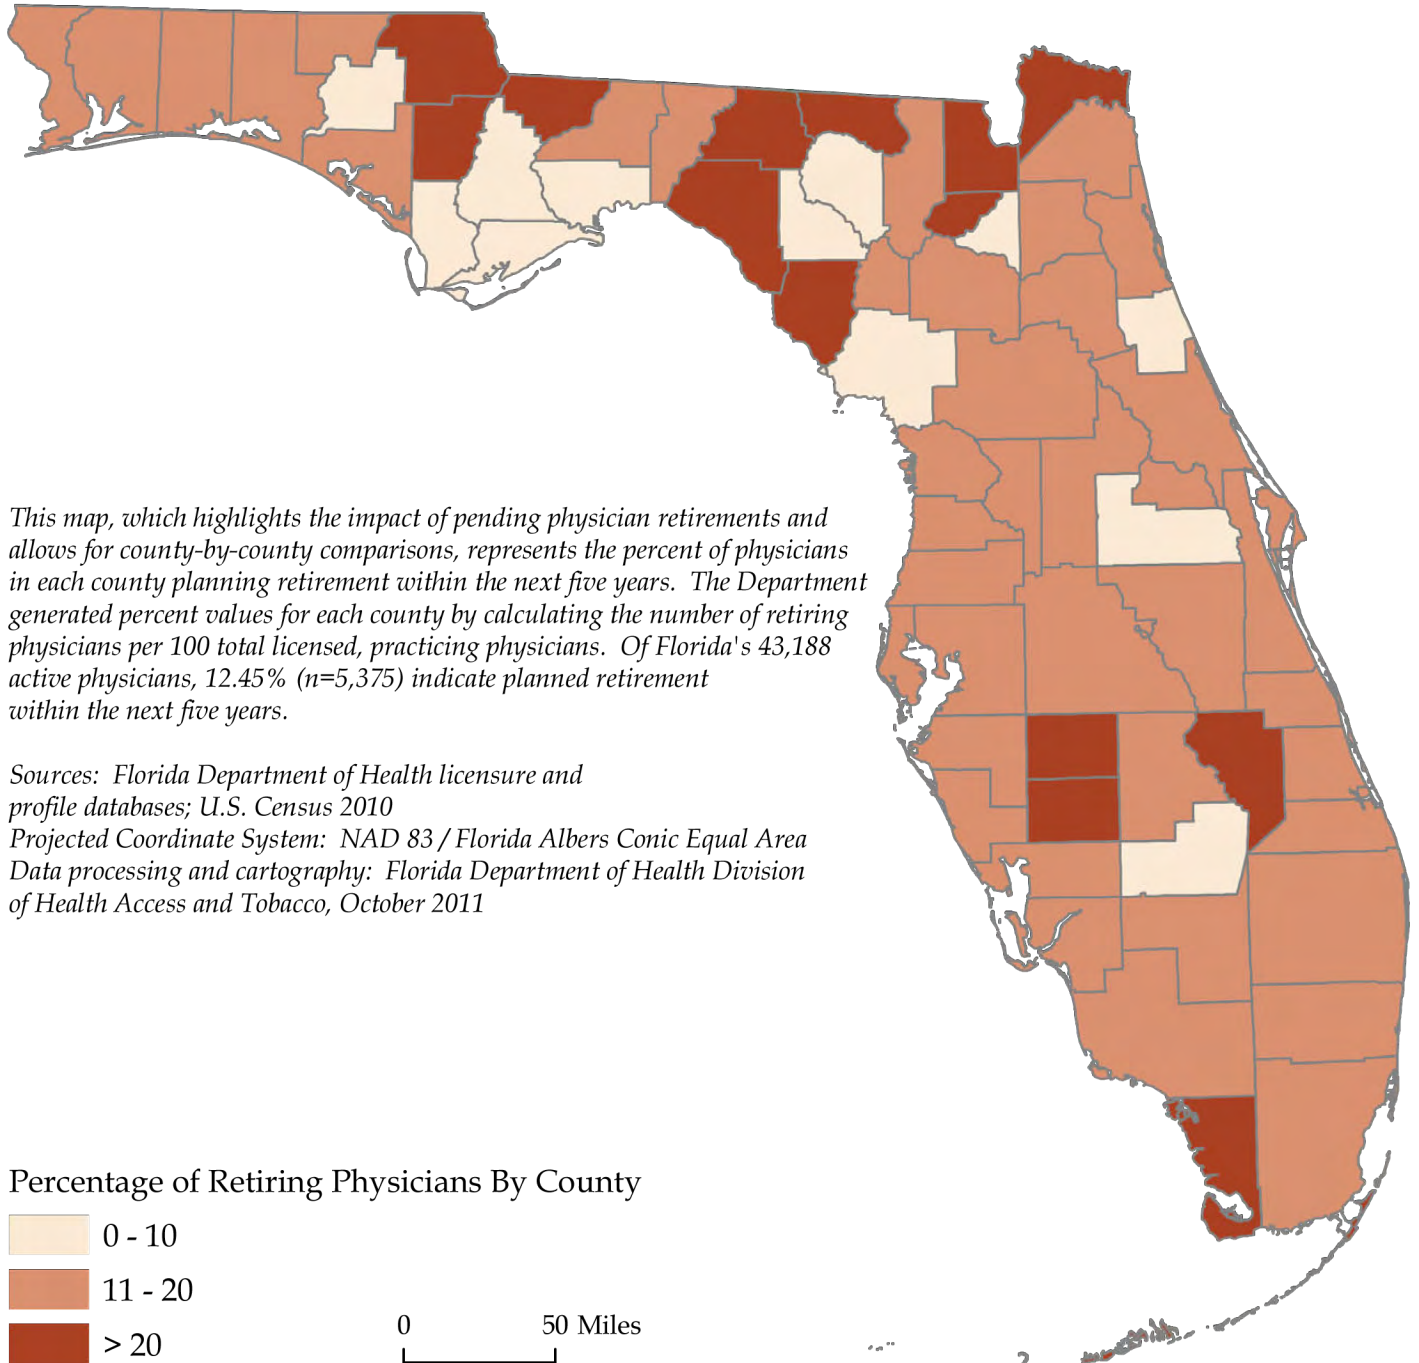 This map, which highlights the impact of pending physician retirements and
allows for county-by-county comparisons, represents the percent of physicians
in each county planning retirement within the next five years.  The Department
generated percent values for each county by calculating the number of retiring
physicians per 100 total licensed, practicing physicians.  Of Florida's 43,188
active physicians, 12.45% (n=5,375) indicate planned retirement
within the next five years.
Sources:  Florida Department of Health licensure and
profile databases; U.S. Census 2010
Projected Coordinate System:  NAD 83 / Florida Albers Conic Equal Area
Data processing and cartography:  Florida Department of Health Division
of Health Access and Tobacco, October 2011
Percentage of Retiring Physicians By County
0 - 10
11 - 20
> 20
0 50 Miles